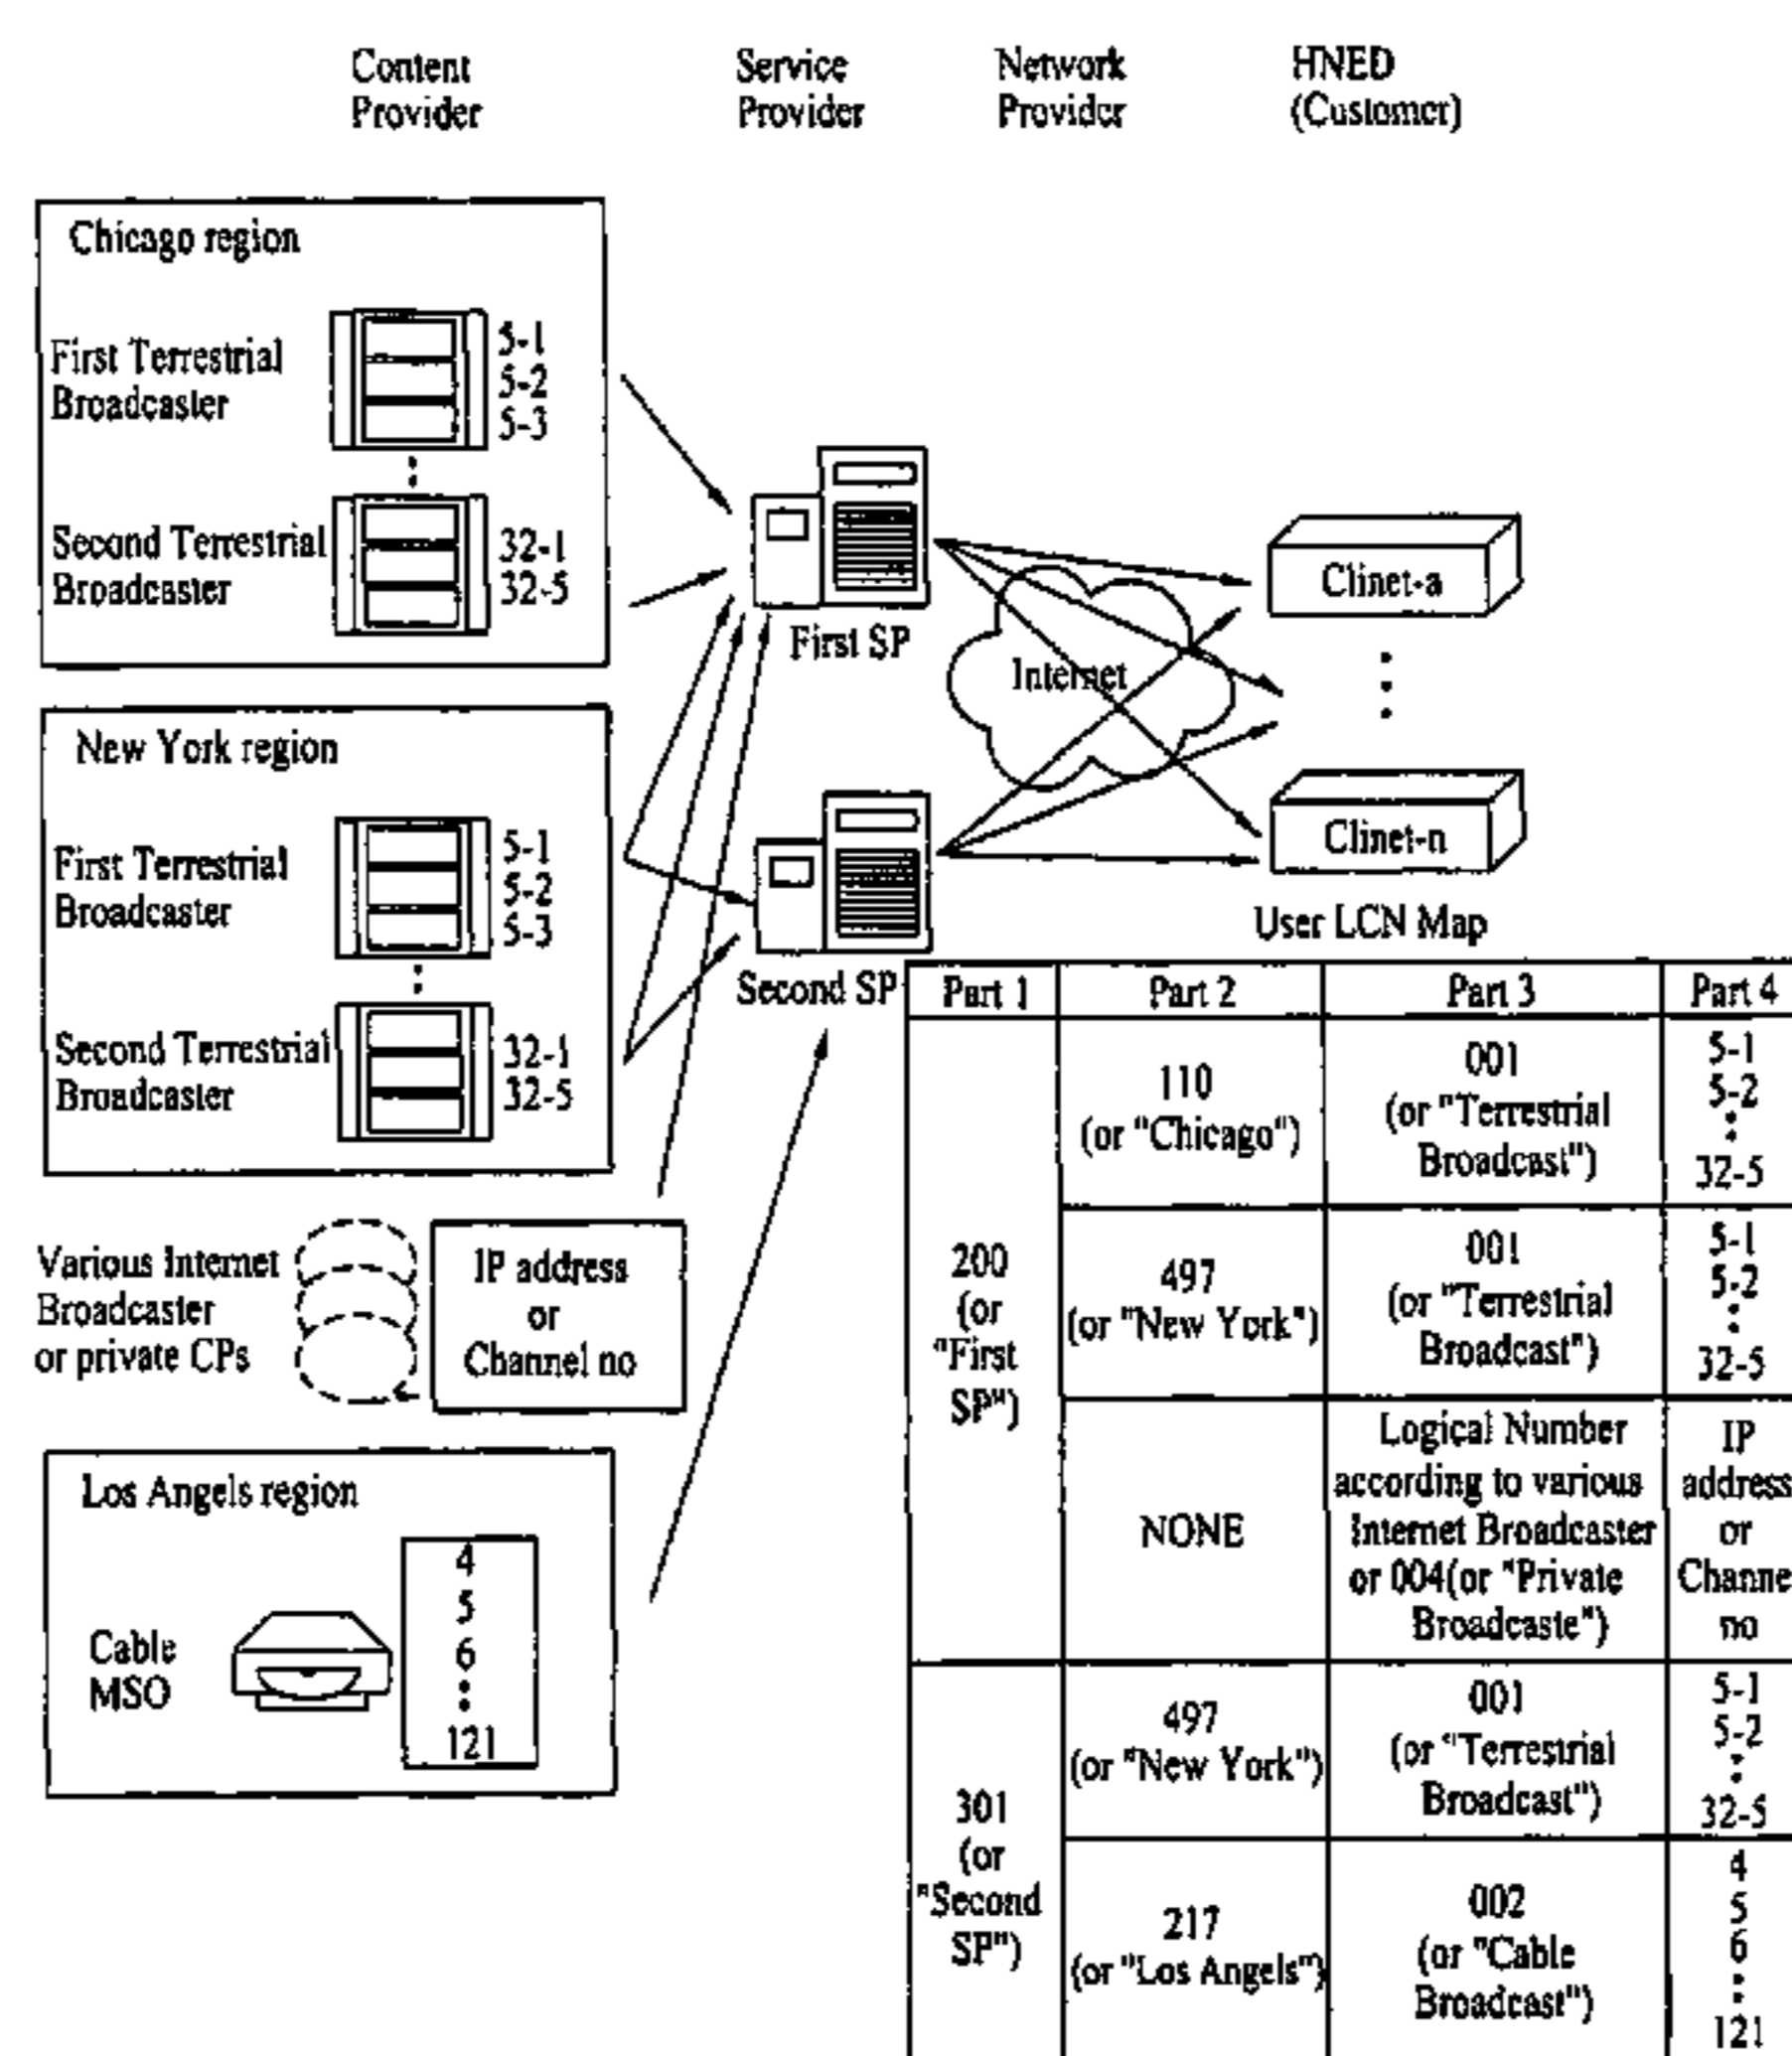 Content Provider
Service Provider
Network Provider
HNED (Customer)
Chicago region
First Terrestrial
Broadcaster
5-1
5-2
5-3
Second Terrestrial
Broadcaster
32-1
32-5
First SP
Internet
Clinet-a
Clinet-n
New York region
First Terrestrial
Broadcaster
5-1
5-2
5-3
Second Terrestrial
Broadcaster
32-1
32-5
Second SP
Various Internet
Broadcaster
or private CPs
IP address
or
Channel no
Los Angels region
Cable
MSO
4
5
6
121
User LCN Map
Part 1
Part 2
Part 3
Part 4
200
(or
"First
SP")
110
(or "Chicago")
001
(or "Terrestrial
Broadcast")
5-1
5-2
32-5
497
(or "New York")
001
(or "Terrestrial
Broadcast")
5-1
5-2
32-5
NONE
Logical Number
according to various
Internet Broadcaster
or 004(or "Private
Broadcaste")
IP
address
or
Channe
no
301
(or
"Second
SP")
497
(or "New York")
001
(or "Terrestrial
Broadcast")
5-1
5-2
32-5
217
(or "Los Angels")
002
(or "Cable
Broadcast")
4
5
6
121